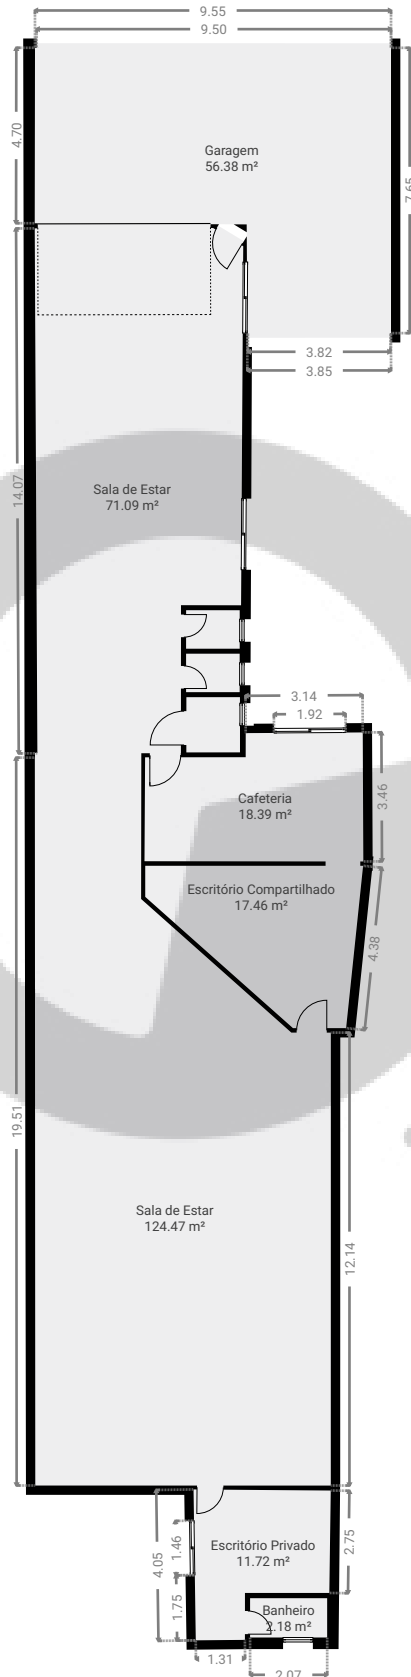 9.55
9.50
4.70
7.65
Garagem
56.38 m²
3.82
3.85
14.07
Sala de Estar
71.09 m²
3.14
1.92
3.46
Cafeteria
18.39 m²
Escritório Compartilhado
17.46 m²
4.38
19.51
Sala de Estar
124.47 m²
12.14
Escritório Privado
11.72 m²
4.05
1.46
2.75
1.75
Banheiro
2.18 m²
1.31
2.07